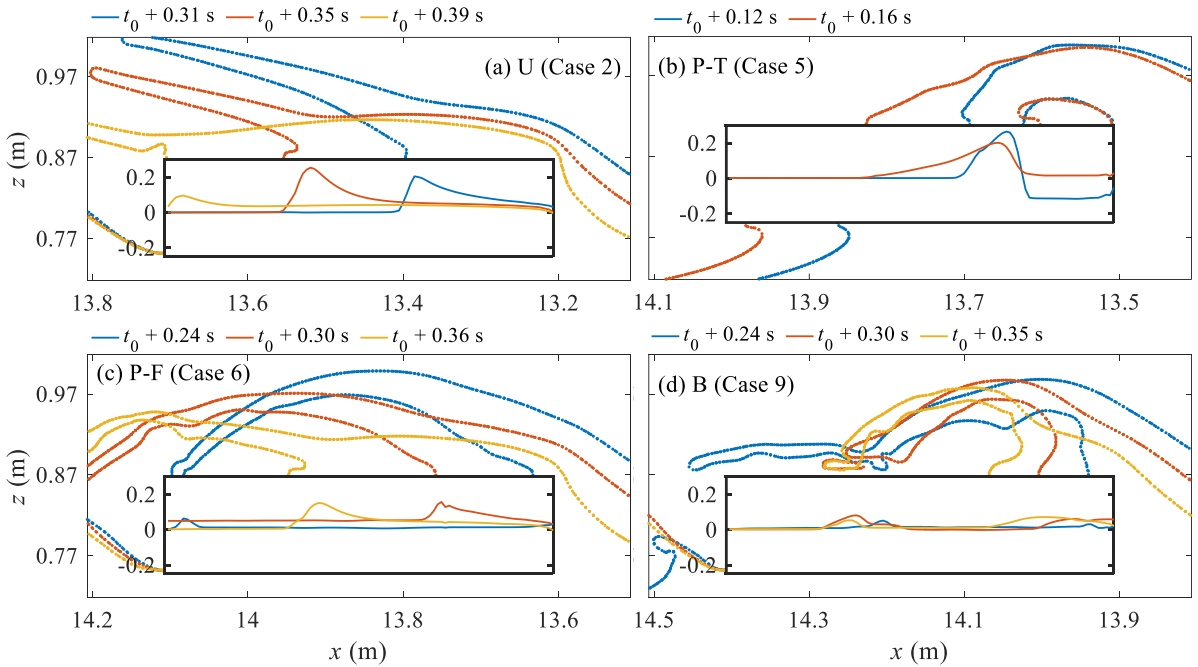 t0 + 0.31 s t0 + 0.35 s t0 + 0.39 s
t0 + 0.12 s t0 + 0.16 s
(a) U (Case 2)
(b) P-T (Case 5)
0.97
0.87
0.77
z (m)
0.2
0
-0.2
0.2
0
-0.2
13.8 13.6 13.4 13.2
14.1 13.9 13.7 13.5
t0 + 0.24 s t0 + 0.30 s t0 + 0.36 s
t0 + 0.24 s t0 + 0.30 s t0 + 0.35 s
(c) P-F (Case 6)
(d) B (Case 9)
0.97
0.87
0.77
z (m)
0.2
0
-0.2
0.2
0
-0.2
14.2 14 13.8 13.6
14.5 14.3 14.1 13.9
x (m) x (m)